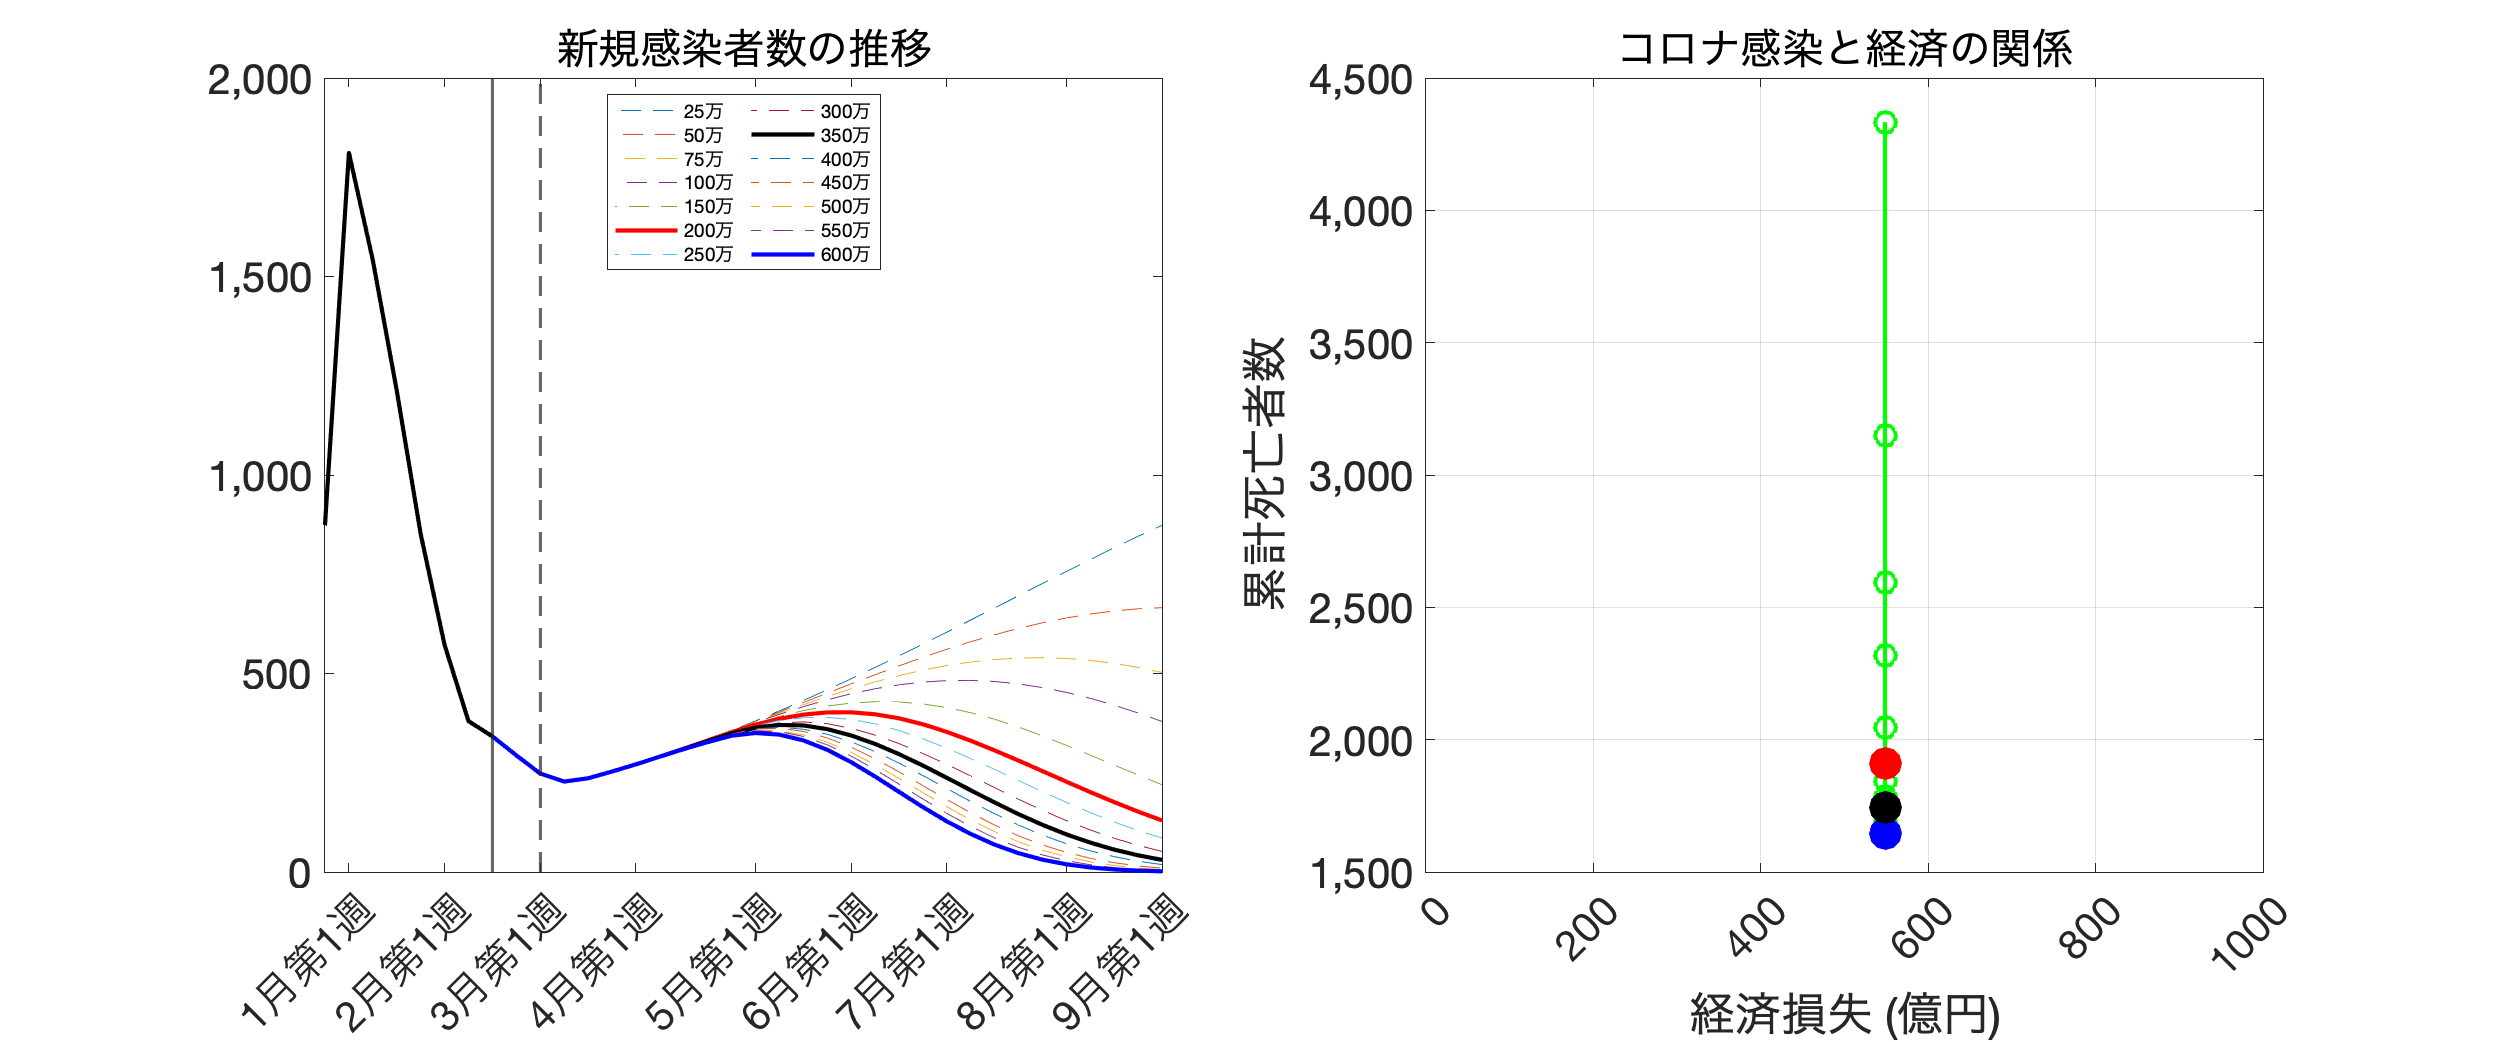 新規感染者数の推移
2,000
1,500
1,000
500
0
25万
50万
75万
100万
150万
200万
250万
300万
350万
400万
450万
500万
550万
600万
1月第1週
2月第1週
3月第1週
4月第1週
5月第1週
6月第1週
7月第1週
8月第1週
9月第1週
コロナ感染と経済の関係
累計死亡者数
4,500
4,000
3,500
3,000
2,500
2,000
1,500
0
200
400
600
800
1000
経済損失 (億円)